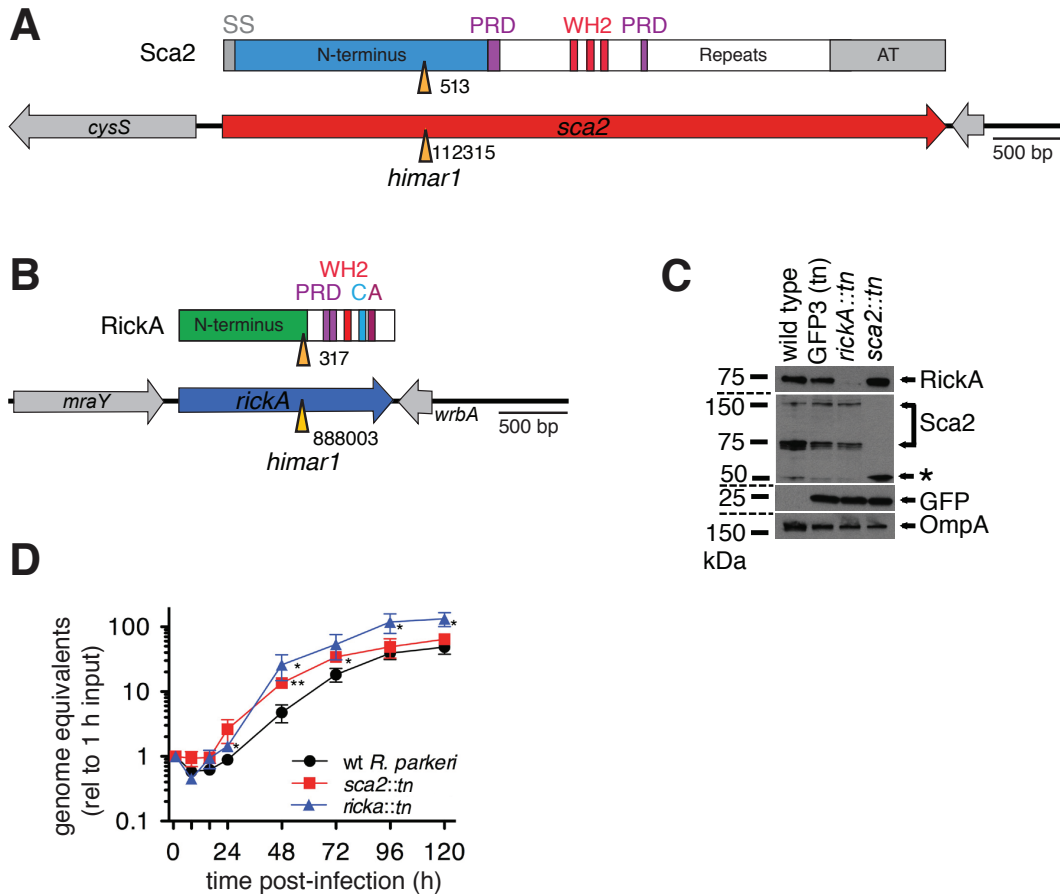 A
SS
PRD
WH2
PRD
Sca2
N-terminus
Repeats
AT
513
cysS
sca2
112315
himar1
500 bp
B
WH2
PRD
C A
RickA
N-terminus
317
mraY
rickA
wrbA
888003
himar1
500 bp
C
wild type
GFP3 (tn)
rickA::tn
sca2::tn
75
RickA
150
Sca2
75
50
*
25
GFP
150
OmpA
kDa
D
genome equivalents
(rel to 1 h input)
100
10
1
0.1
*
*
**
*
*
*
wt R. parkeri
sca2::tn
ricka::tn
0 24 48 72 96 120
time post-infection (h)